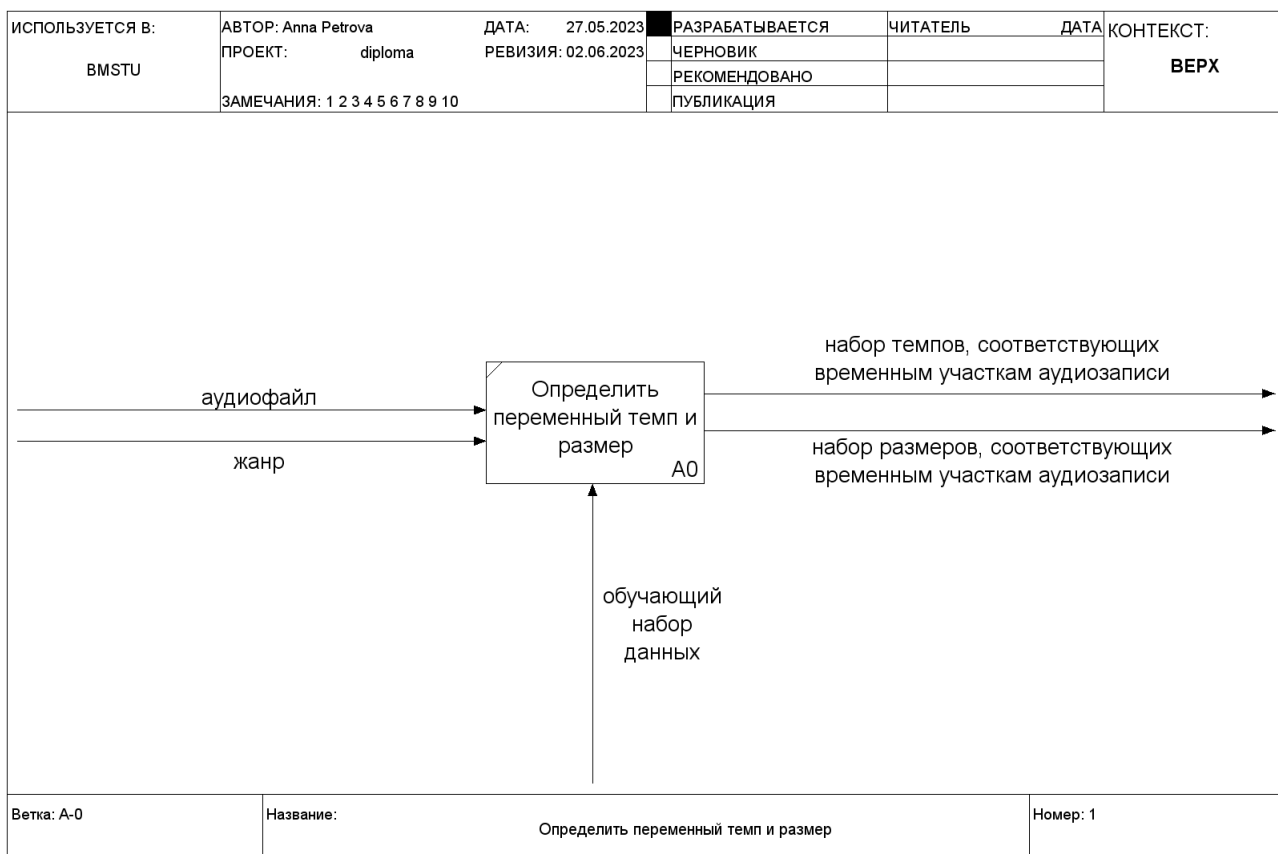 ИСПОЛЬЗУЕТСЯ В:
BMSTU
АВТОР: Anna Petrova
ДАТА: 27.05.2023
ПРОЕКТ: diploma
РЕВИЗИЯ: 02.06.2023
ЗАМЕЧАНИЯ: 1 2 3 4 5 6 7 8 9 10
РАЗРАБАТЫВАЕТСЯ
ЧЕРНОВИК
РЕКОМЕНДОВАНО
ПУБЛИКАЦИЯ
ЧИТАТЕЛЬ
ДАТА
КОНТЕКСТ:
ВЕРХ
набор темпов, соответствующих
временным участкам аудиозаписи
аудиофайл
Определить
переменный темп и
размер
A0
жанр
набор размеров, соответствующих
временным участкам аудиозаписи
обучающий
набор
данных
Ветка: A-0
Название:
Определить переменный темп и размер
Номер: 1